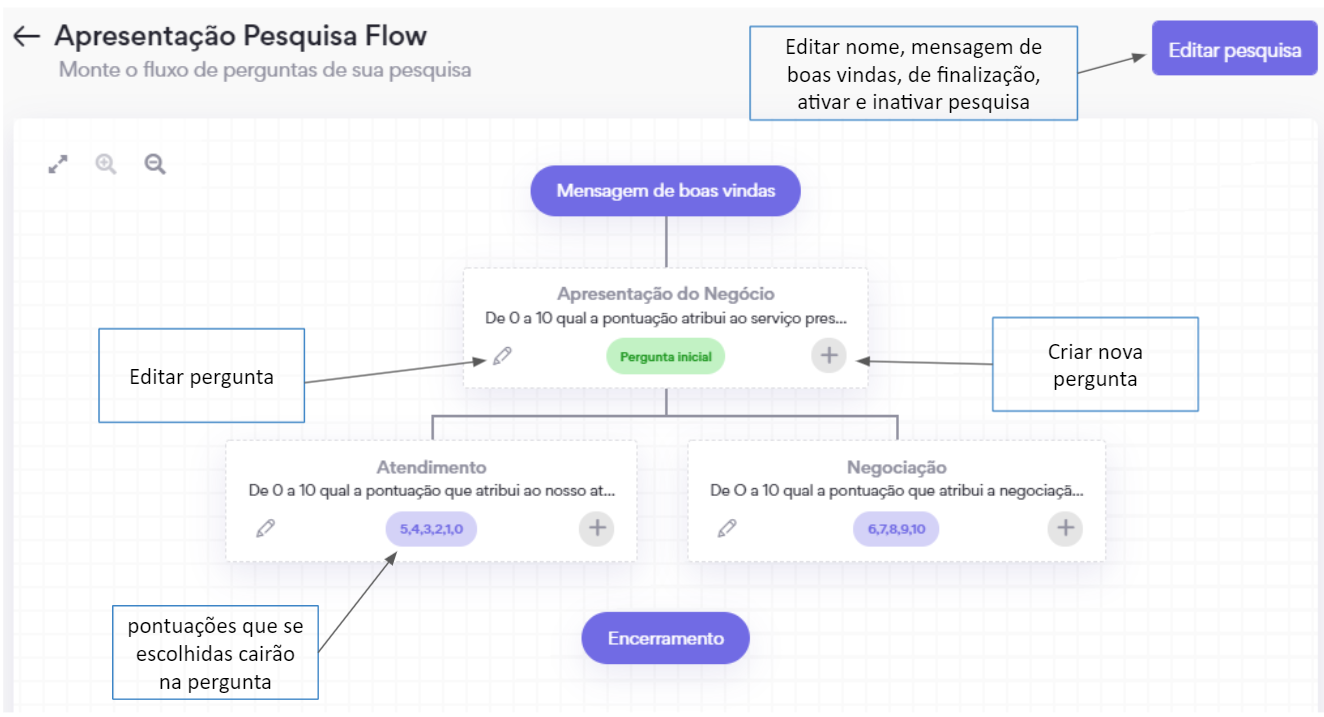 Apresentação Pesquisa Flow
Monte o fluxo de perguntas de sua pesquisa
Editar nome, mensagem de
boas vindas, de finalização,
ativar e inativar pesquisa
Editar pesquisa
Mensagem de boas vindas
Apresentação do Negócio
De 0 a 10 qual a pontuação atribui ao serviço pres...
Pergunta inicial
Editar pergunta
Criar nova
pergunta
Atendimento
De 0 a 10 qual a pontuação que atribui ao nosso at...
5,4,3,2,1,0
Negociação
De O a 10 qual a pontuação que atribui a negociaçã...
6,7,8,9,10
pontuações que se
escolhidas cairão
na pergunta
Encerramento